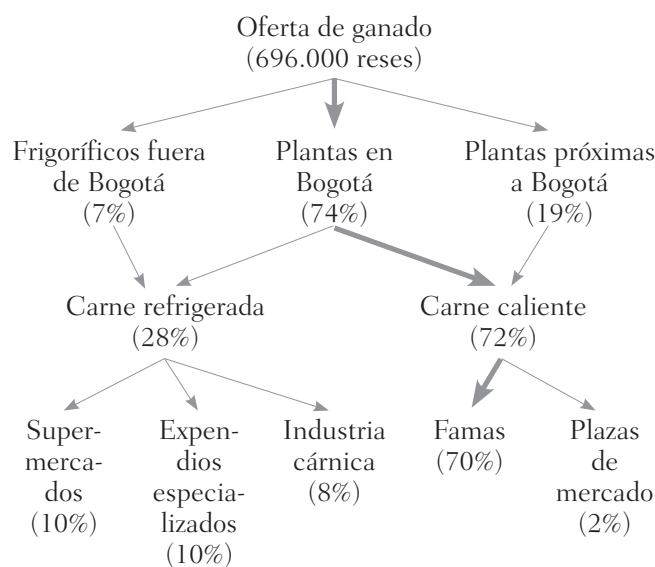 Oferta de ganado
(696.000 reses)
Frigoríficos fuera
de Bogotá
(7%)
Plantas en
Bogotá
(74%)
Plantas próximas
a Bogotá
(19%)
Carne refrigerada
(28%)
Carne caliente
(72%)
Super-
merca-
dos
(10%)
Expen-
dios
especia-
lizados
(10%)
Industria
cárnica
(8%)
Famas
(70%)
Plazas
de
mercado
(2%)